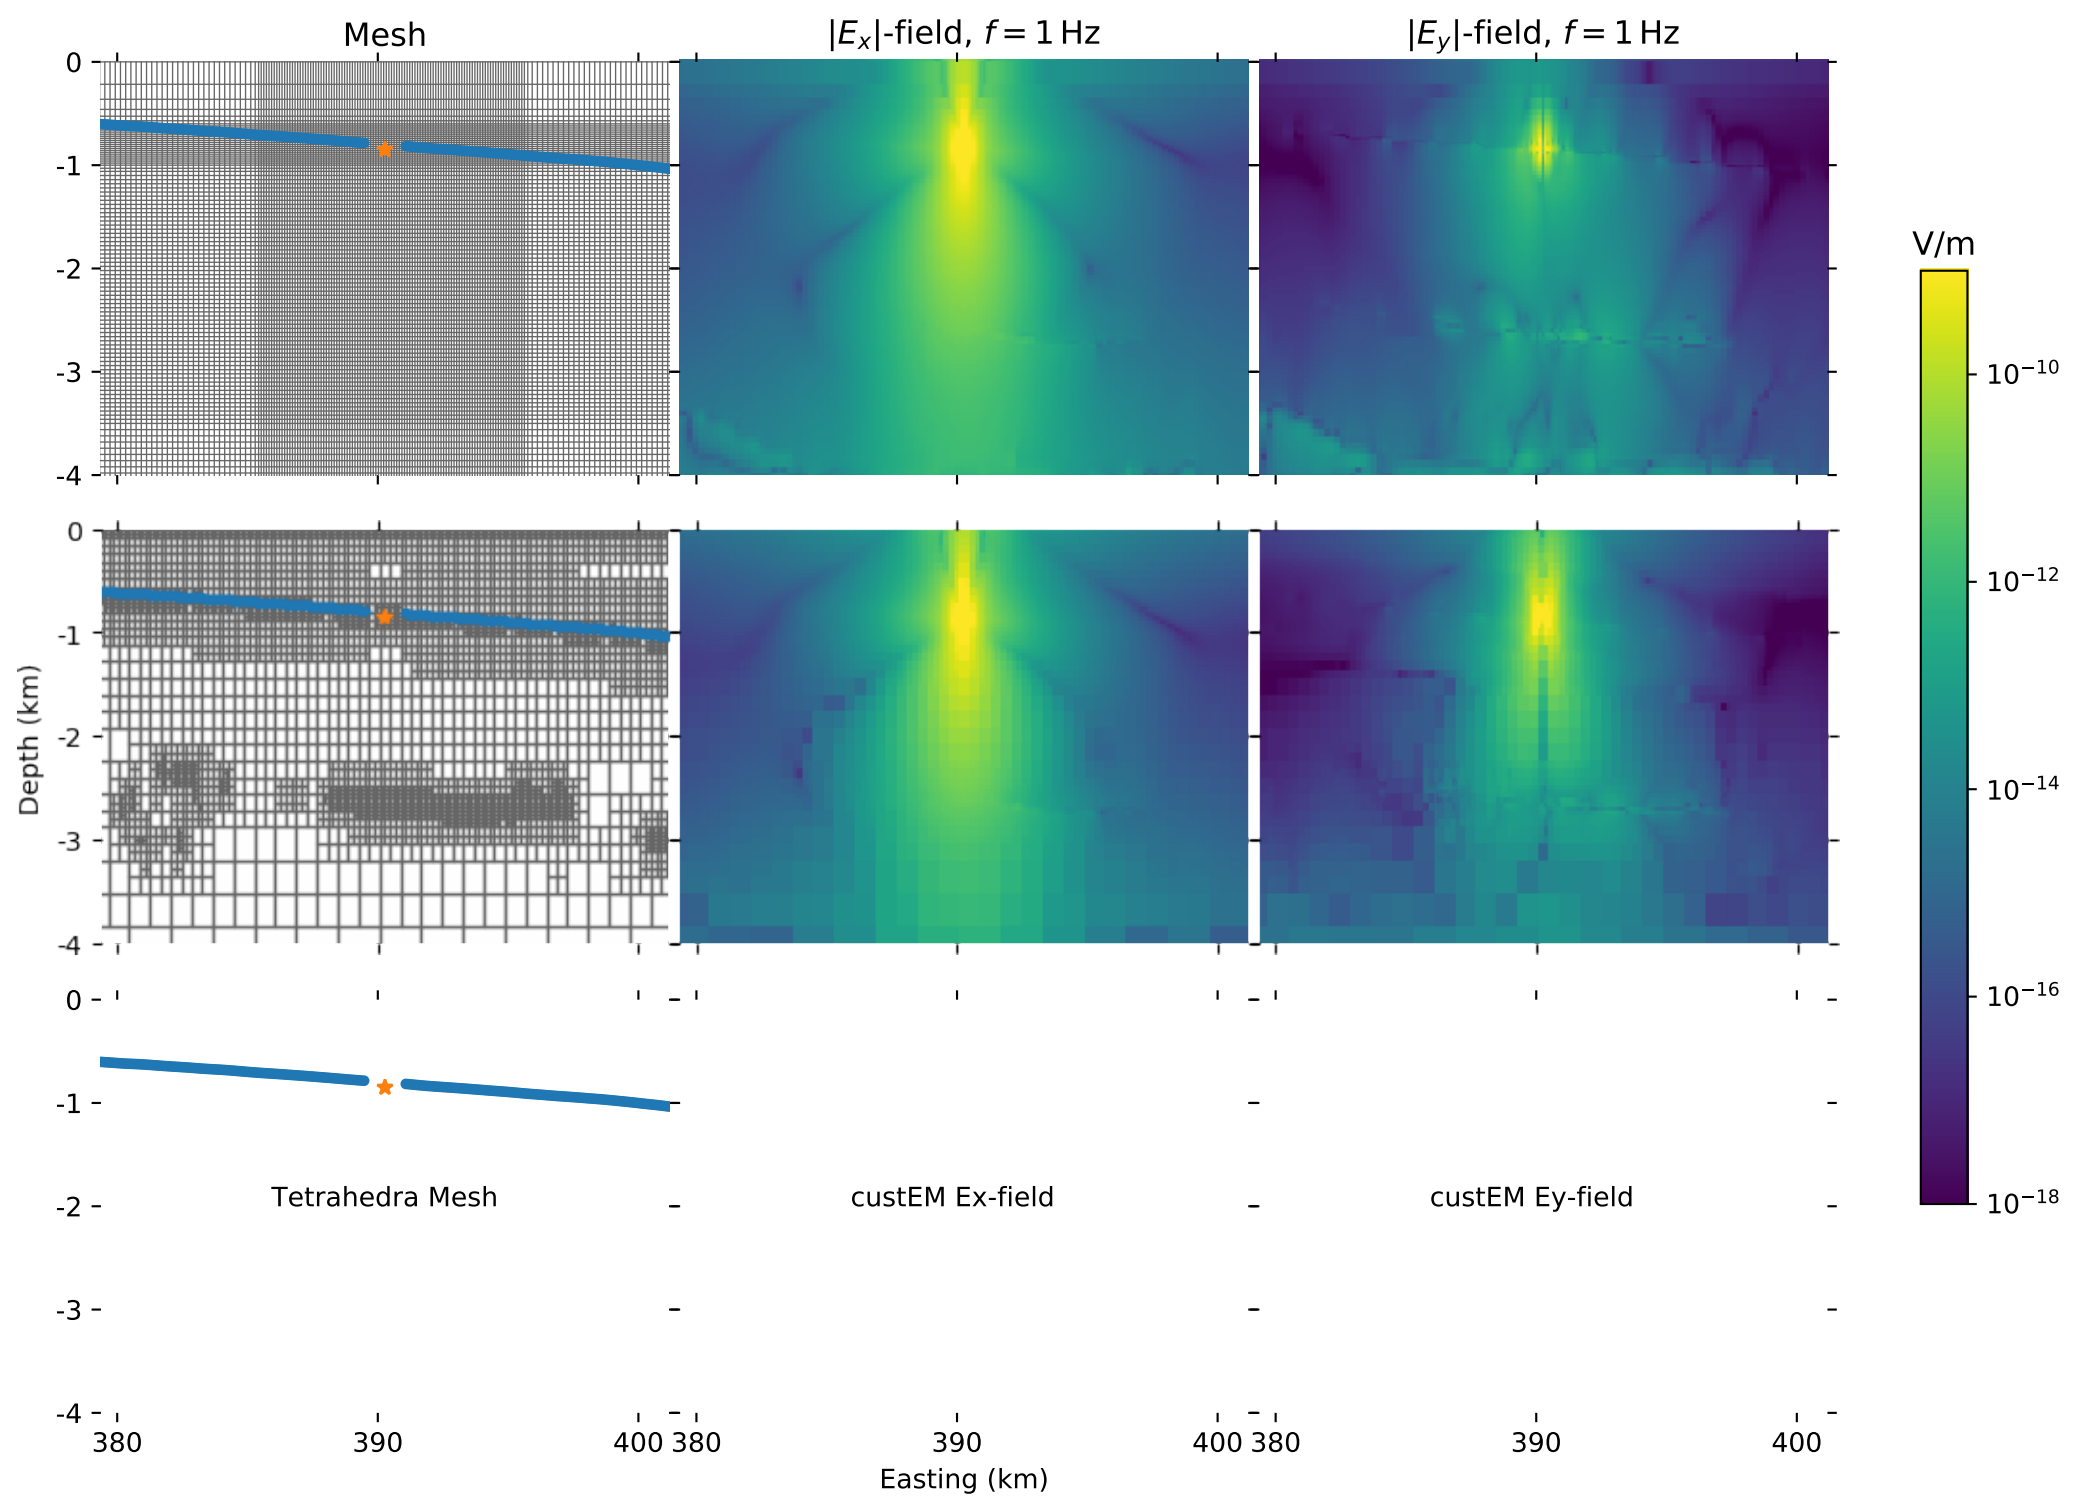 Mesh
|Ex|-field, f = 1 Hz
|Ey|-field, f = 1 Hz
0
-1
-2
-3
-4
V/m
10−10
10−12
10−14
10−16
10−18
0
-1
-2
-3
-4
Depth (km)
0
-1
-2
-3
-4
Tetrahedra Mesh
custEM Ex-field
custEM Ey-field
380 390 400 380 390 400 380 390 400
Easting (km)